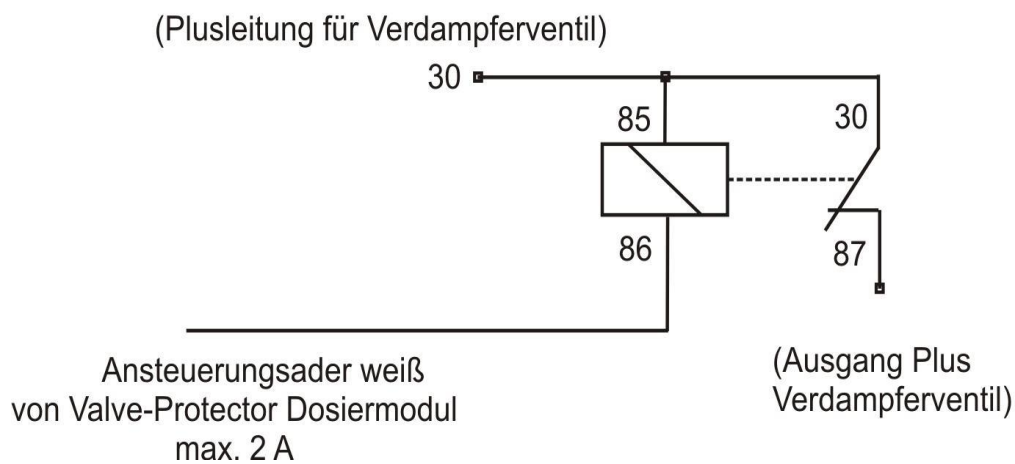 (Plusleitung für Verdampferventil)
30
85
30
86
87
Ansteuerungsader weiß
von Valve-Protector Dosiermodul
max. 2 A
(Ausgang Plus
Verdampferventil)